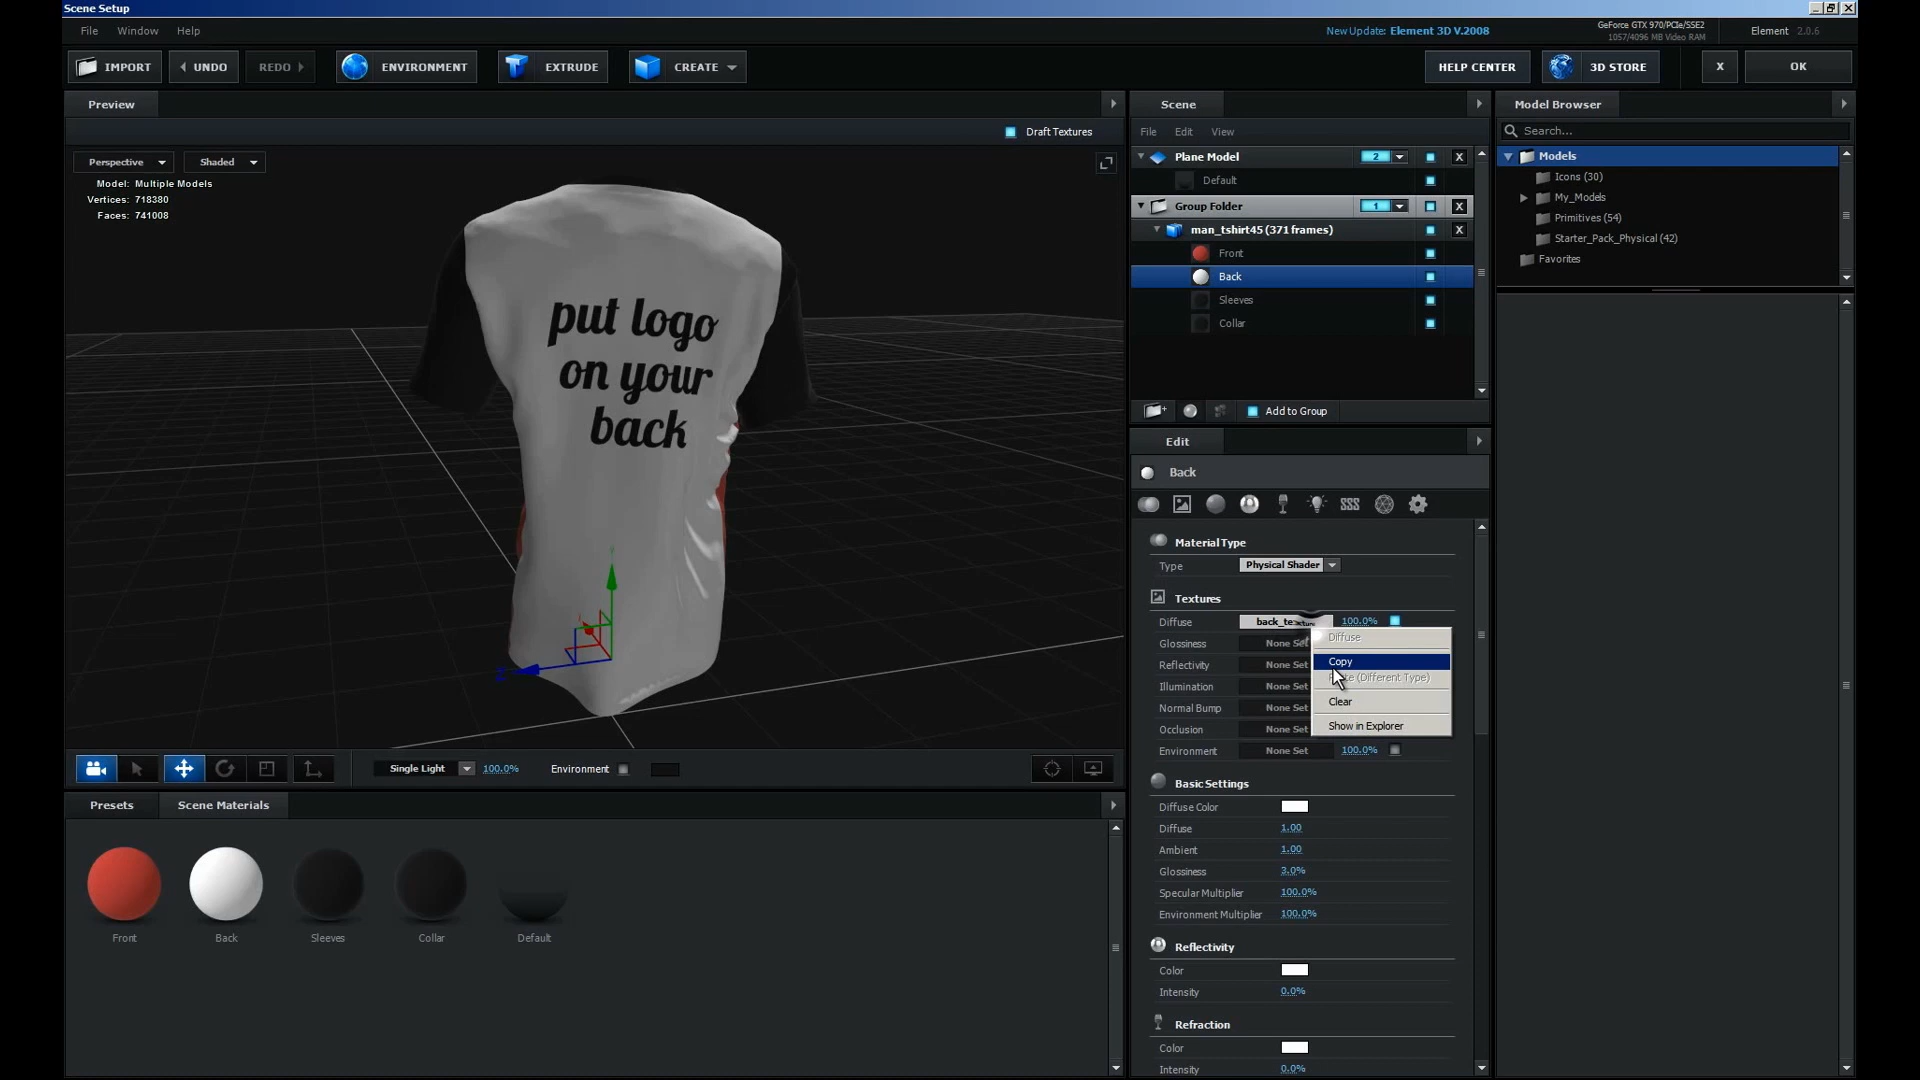 Scene Setup
File Window Help
New Update: Element 3D V.2008
GeForce GTX 970/PCIe/SSE2
1057/4096 MB Video RAM
Element 2.0.6
IMPORT UNDO REDO ENVIRONMENT EXTRUDE CREATE HELP CENTER 3D STORE X OK
Preview
Draft Textures
Perspective Shaded
Model: Multiple Models
Vertices: 718380
Faces: 741008
put logo
on your
back
Z
Single Light 100.0% Environment
Presets Scene Materials
Front Back Sleeves Collar Default
Scene
File Edit View
Plane Model 2 X
Default
Group Folder 1 X
man_tshirt45 (371 frames) X
Front
Back
Sleeves
Collar
Add to Group
Edit
Back
SSS
Material Type
Type Physical Shader
Textures
Diffuse 100.0%
Glossiness None Set
Reflectivity None Set
Illumination None Set
Normal Bump None Set
Occlusion None Set
Environment None Set 100.0%
Diffuse
Copy
(Different Type)
Clear
Show in Explorer
Basic Settings
Diffuse Color
Diffuse 1.00
Ambient 1.00
Glossiness 3.0%
Specular Multiplier 100.0%
Environment Multiplier 100.0%
Reflectivity
Color
Intensity 0.0%
Refraction
Color
Intensity 0.0%
Model Browser
Search...
Models
Icons (30)
My_Models
Primitives (54)
Starter_Pack_Physical (42)
Favorites